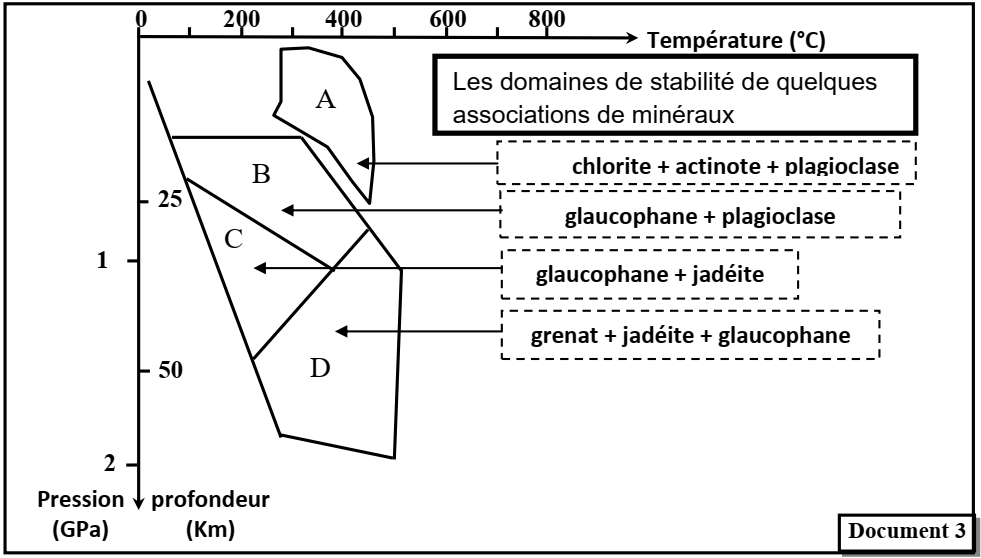 0 200 400 600 800
Température (°C)
Les domaines de stabilité de quelques
associations de minéraux
A
chlorite + actinote + plagioclase
B
25
glaucophane + plagioclase
C
1
glaucophane + jadéite
grenat + jadéite + glaucophane
50
D
2
Pression profondeur
(GPa) (Km)
Document 3